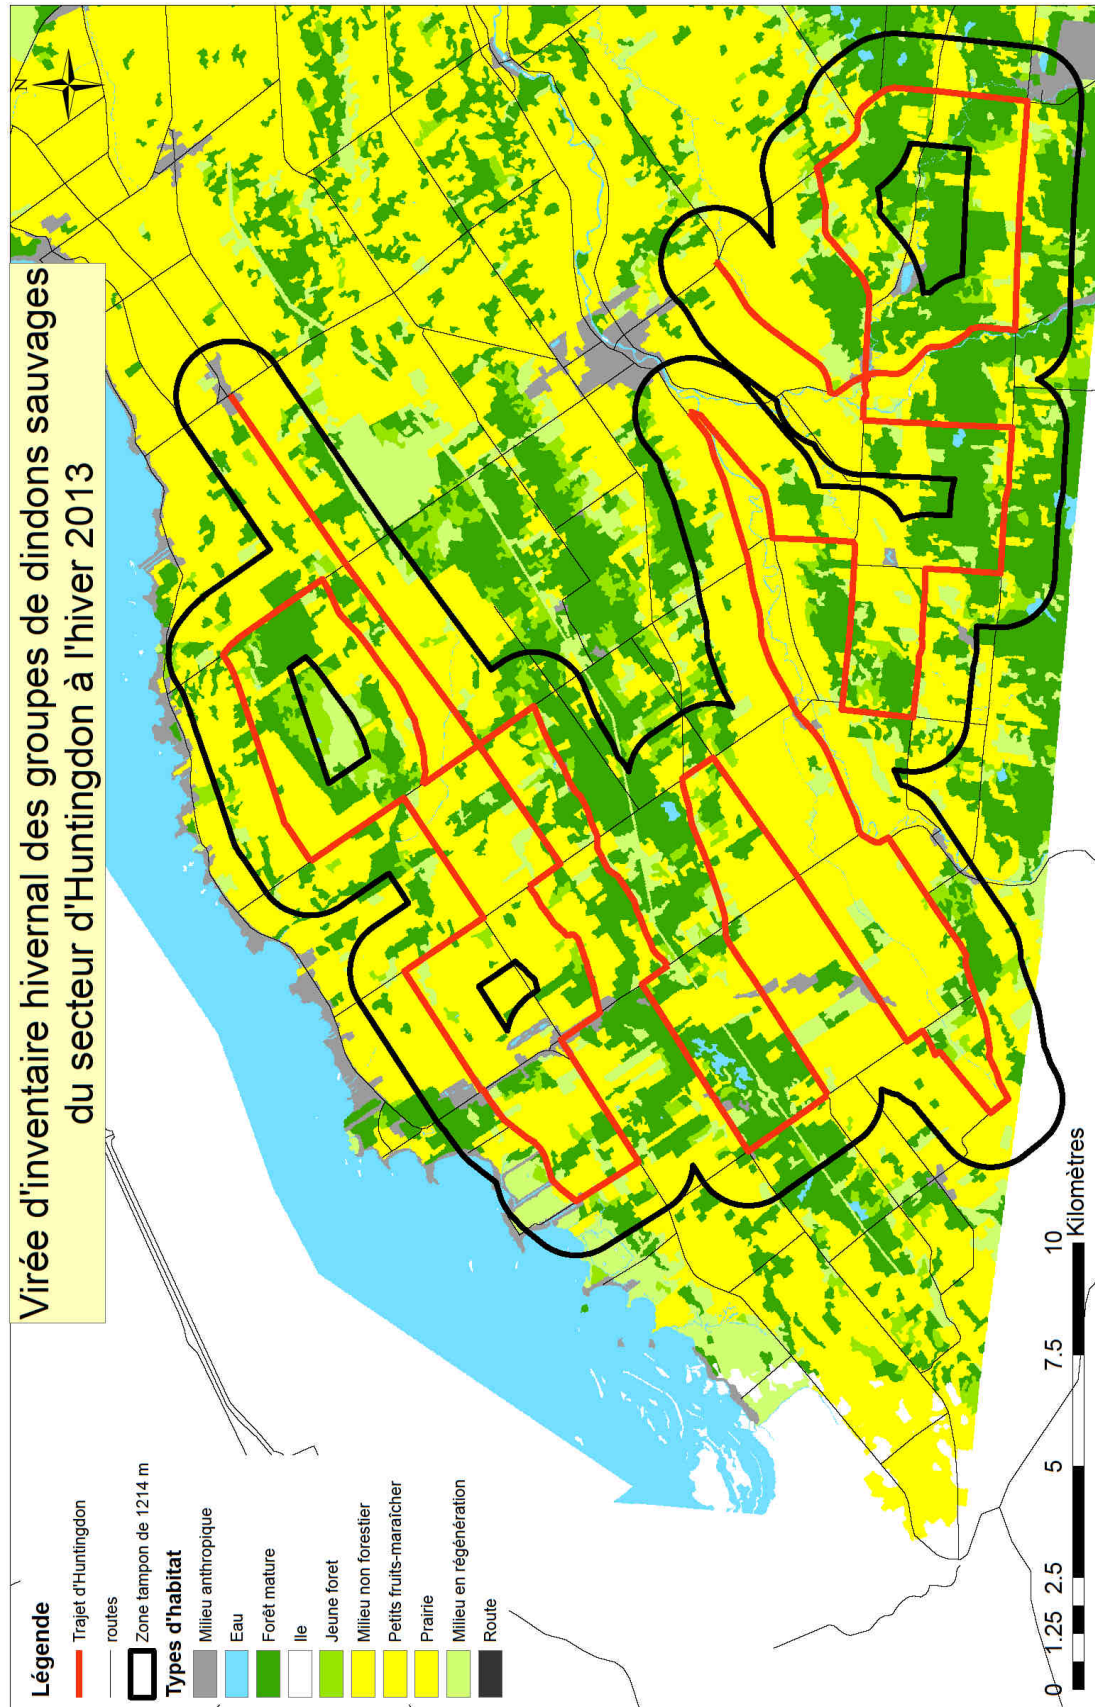 Virée d'inventaire hivernal des groupes de dindons sauvages
du secteur d'Huntingdon à l'hiver 2013
N
Légende
Trajet d'Huntingdon
routes
Zone tampon de 1214 m
Types d'habitat
Milieu anthropique
Eau
Forêt mature
Ile
Jeune foret
Milieu non forestier
Petits fruits-maraîcher
Prairie
Milieu en régénération
Route
0 1.25 2.5 5 7.5 10
Kilomètres